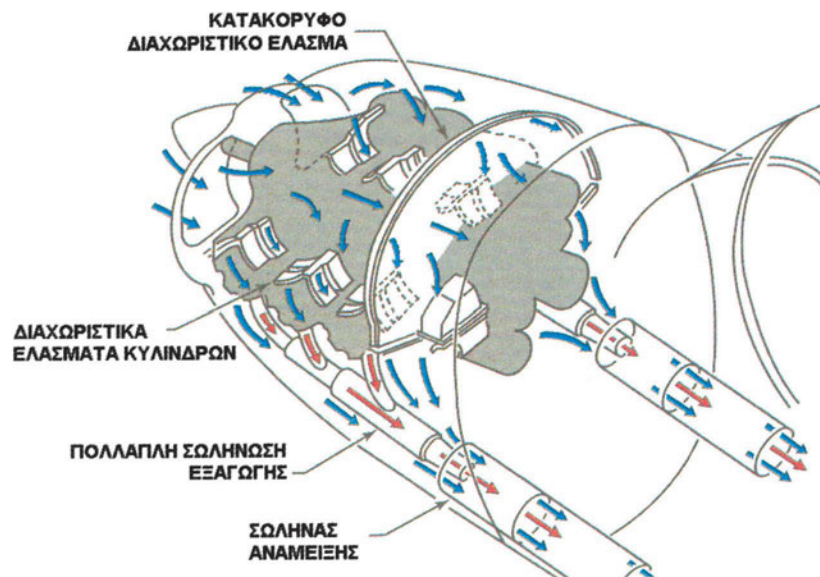 ΚΑΤΑΚΟΡΥΦΟ
ΔΙΑΧΩΡΙΣΤΙΚΟ ΕΛΑΣΜΑ
ΔΙΑΧΩΡΙΣΤΙΚΑ
ΕΛΑΣΜΑΤΑ ΚΥΛΙΝΔΡΩΝ
ΠΟΛΛΑΠΛΗ ΣΩΛΗΝΩΣΗ
ΕΞΑΓΩΓΗΣ
ΣΩΛΗΝΑΣ
ΑΝΑΜΕΙΞΗΣ